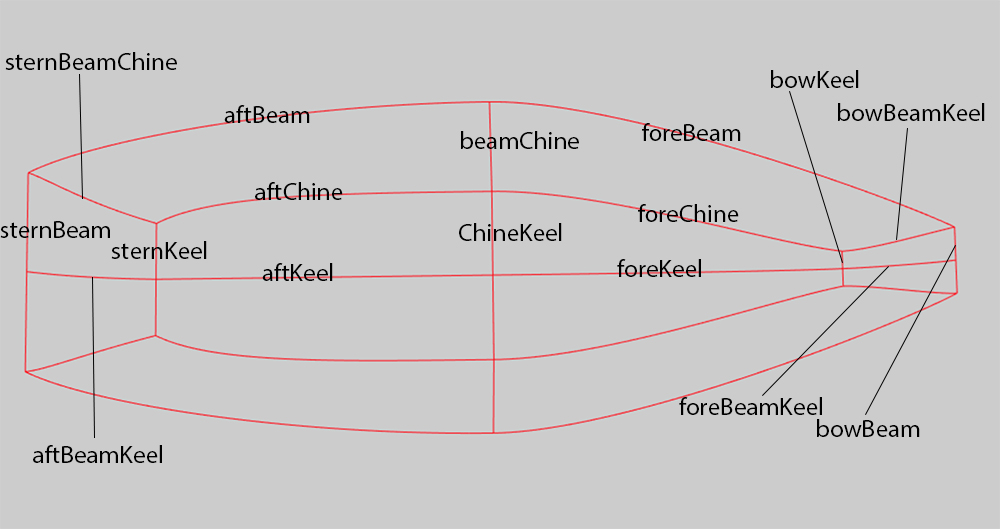 sternBeamChine
bowKeel
bowBeamKeel
aftBeam
foreBeam
beamChine
aftChine
foreChine
sternBeam
ChineKeel
sternKeel
aftKeel
foreKeel
foreBeamKeel
bowBeam
aftBeamKeel